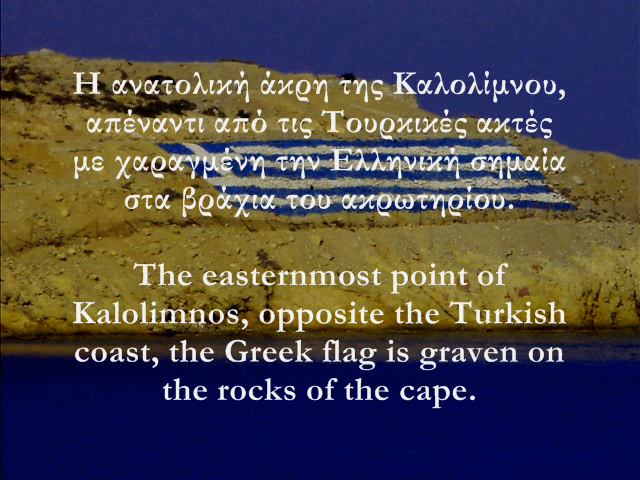 Η ανατολική άκρη της Καλολίμνου,
απέναντι από τις Τουρκικές ακτές
με χαραγμένη την Ελληνική σημαία
στα βράχια του ακρωτηρίου.
The easternmost point of
Kalolimnos, opposite the Turkish
coast, the Greek flag is graven on
the rocks of the cape.